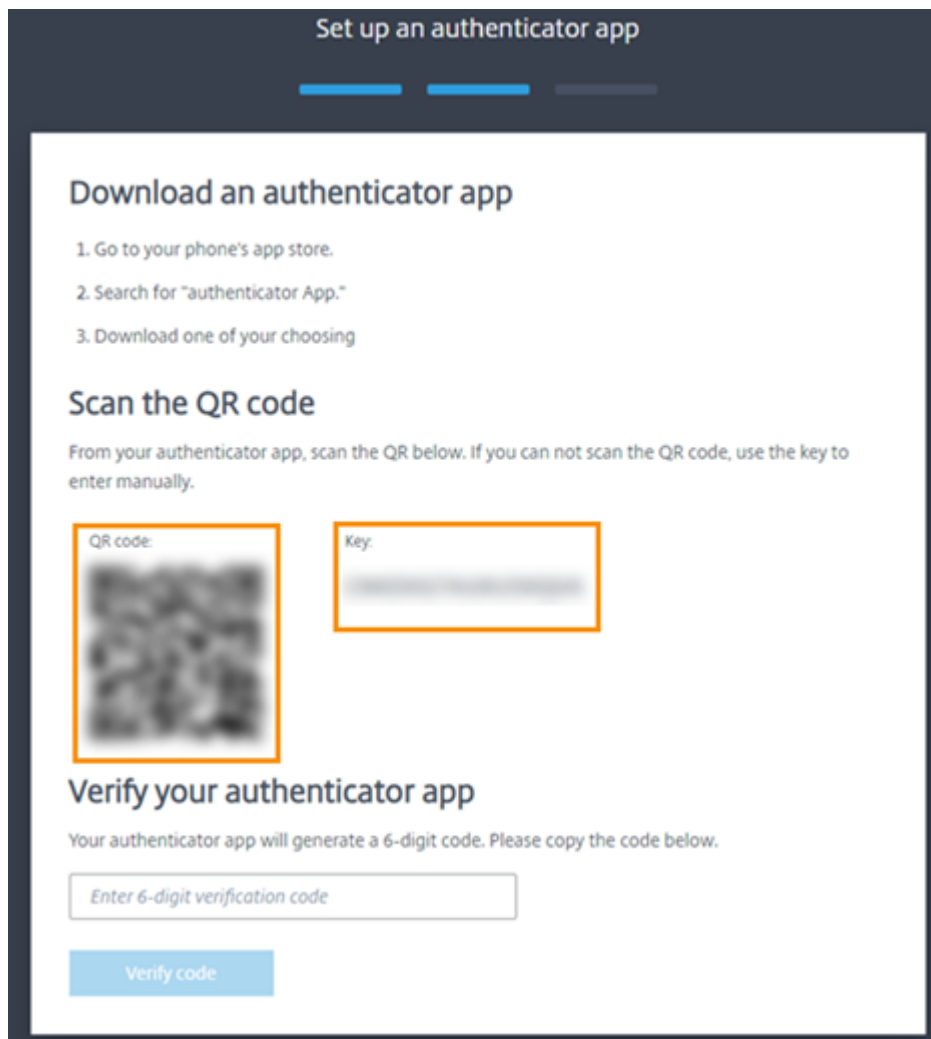 Set up an authenticator app
Download an authenticator app
1. Go to your phone's app store.
2. Search for "authenticator App."
3. Download one of your choosing
Scan the QR code
From your authenticator app, scan the QR below. If you can not scan the QR code, use the key to
enter manually.
QR code:
Key:
Verify your authenticator app
Your authenticator app will generate a 6-digit code. Please copy the code below.
Enter 6-digit verification code
Verify code